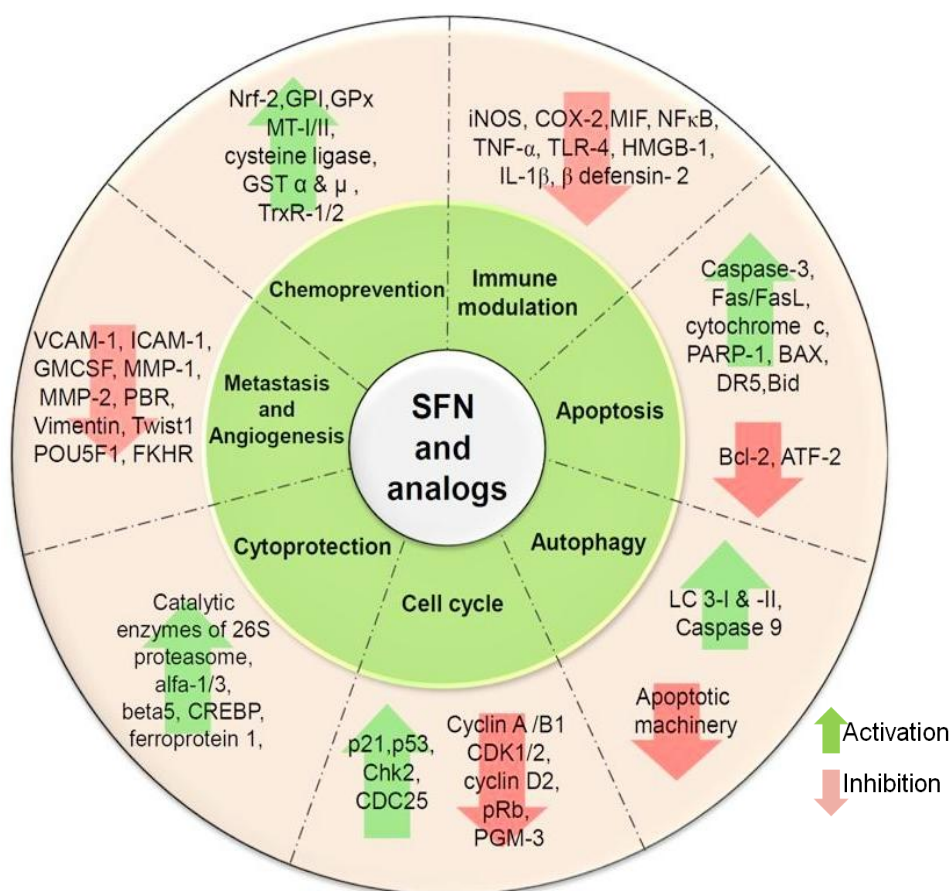 Nrf-2,GPI,GPx
MT-I/II,
cysteine ligase,
GST α & μ ,
TrxR-1/2
iNOS, COX-2,MIF, NFκB,
TNF-α, TLR-4, HMGB-1,
IL-1β, β defensin- 2
Chemoprevention
Immune
modulation
Caspase-3,
Fas/FasL,
cytochrome c,
PARP-1, BAX,
DR5,Bid
Bcl-2, ATF-2
VCAM-1, ICAM-1,
GMCSF, MMP-1,
MMP-2, PBR,
Vimentin, Twist1
POU5F1, FKHR
Metastasis
and
Angiogenesis
SFN
and
analogs
Apoptosis
Cytoprotection
Autophagy
Cell cycle
Catalytic
enzymes of 26S
proteasome,
alfa-1/3,
beta5, CREBP,
ferroprotein 1,
LC 3-I & -II,
Caspase 9
Apoptotic
machinery
p21,p53,
Chk2,
CDC25
Cyclin A /B1
CDK1/2,
cyclin D2,
pRb,
PGM-3
Activation
Inhibition